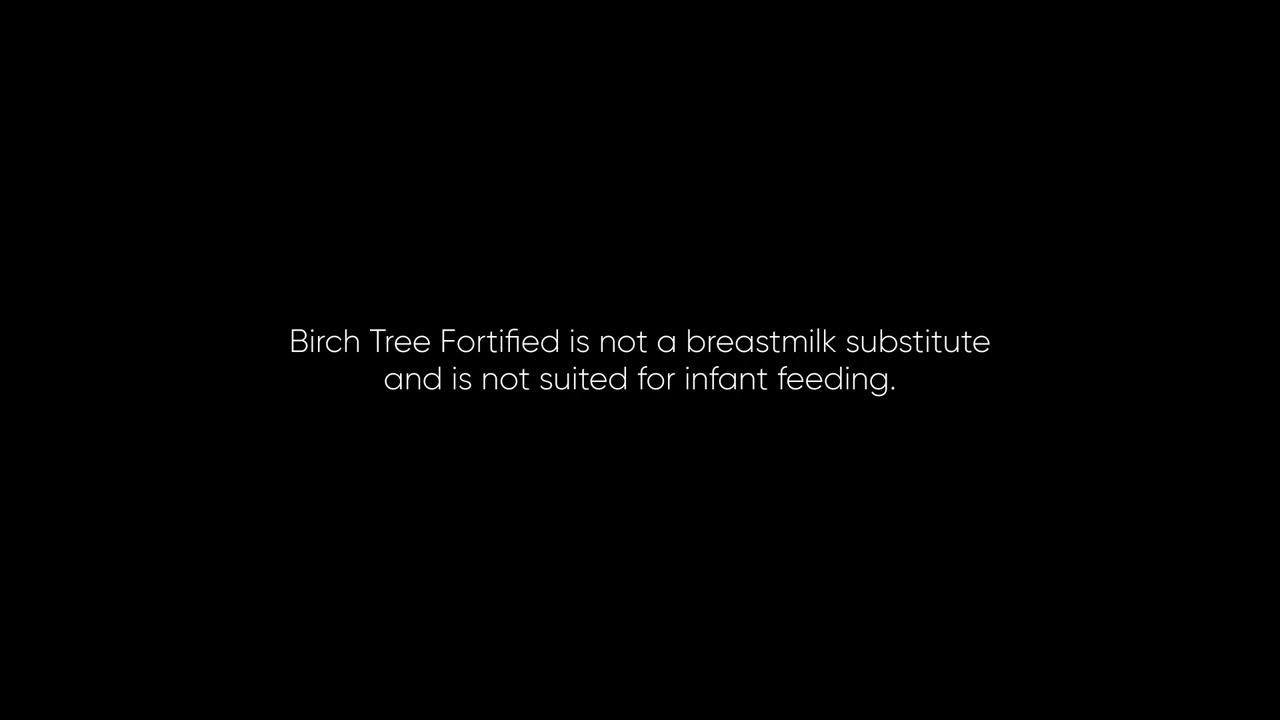 Birch Tree Fortified is not a breastmilk substitute
and is not suited for infant feeding.